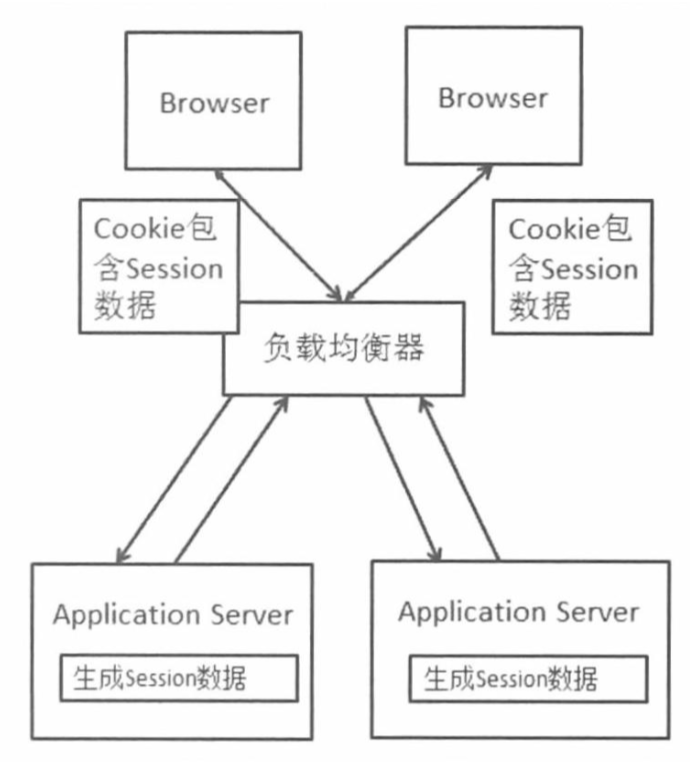 Browser
Browser
Cookie包
含Session
数据
Cookie包
含Session
数据
负载均衡器
Application Server
生成Session数据
Application Server
生成Session数据